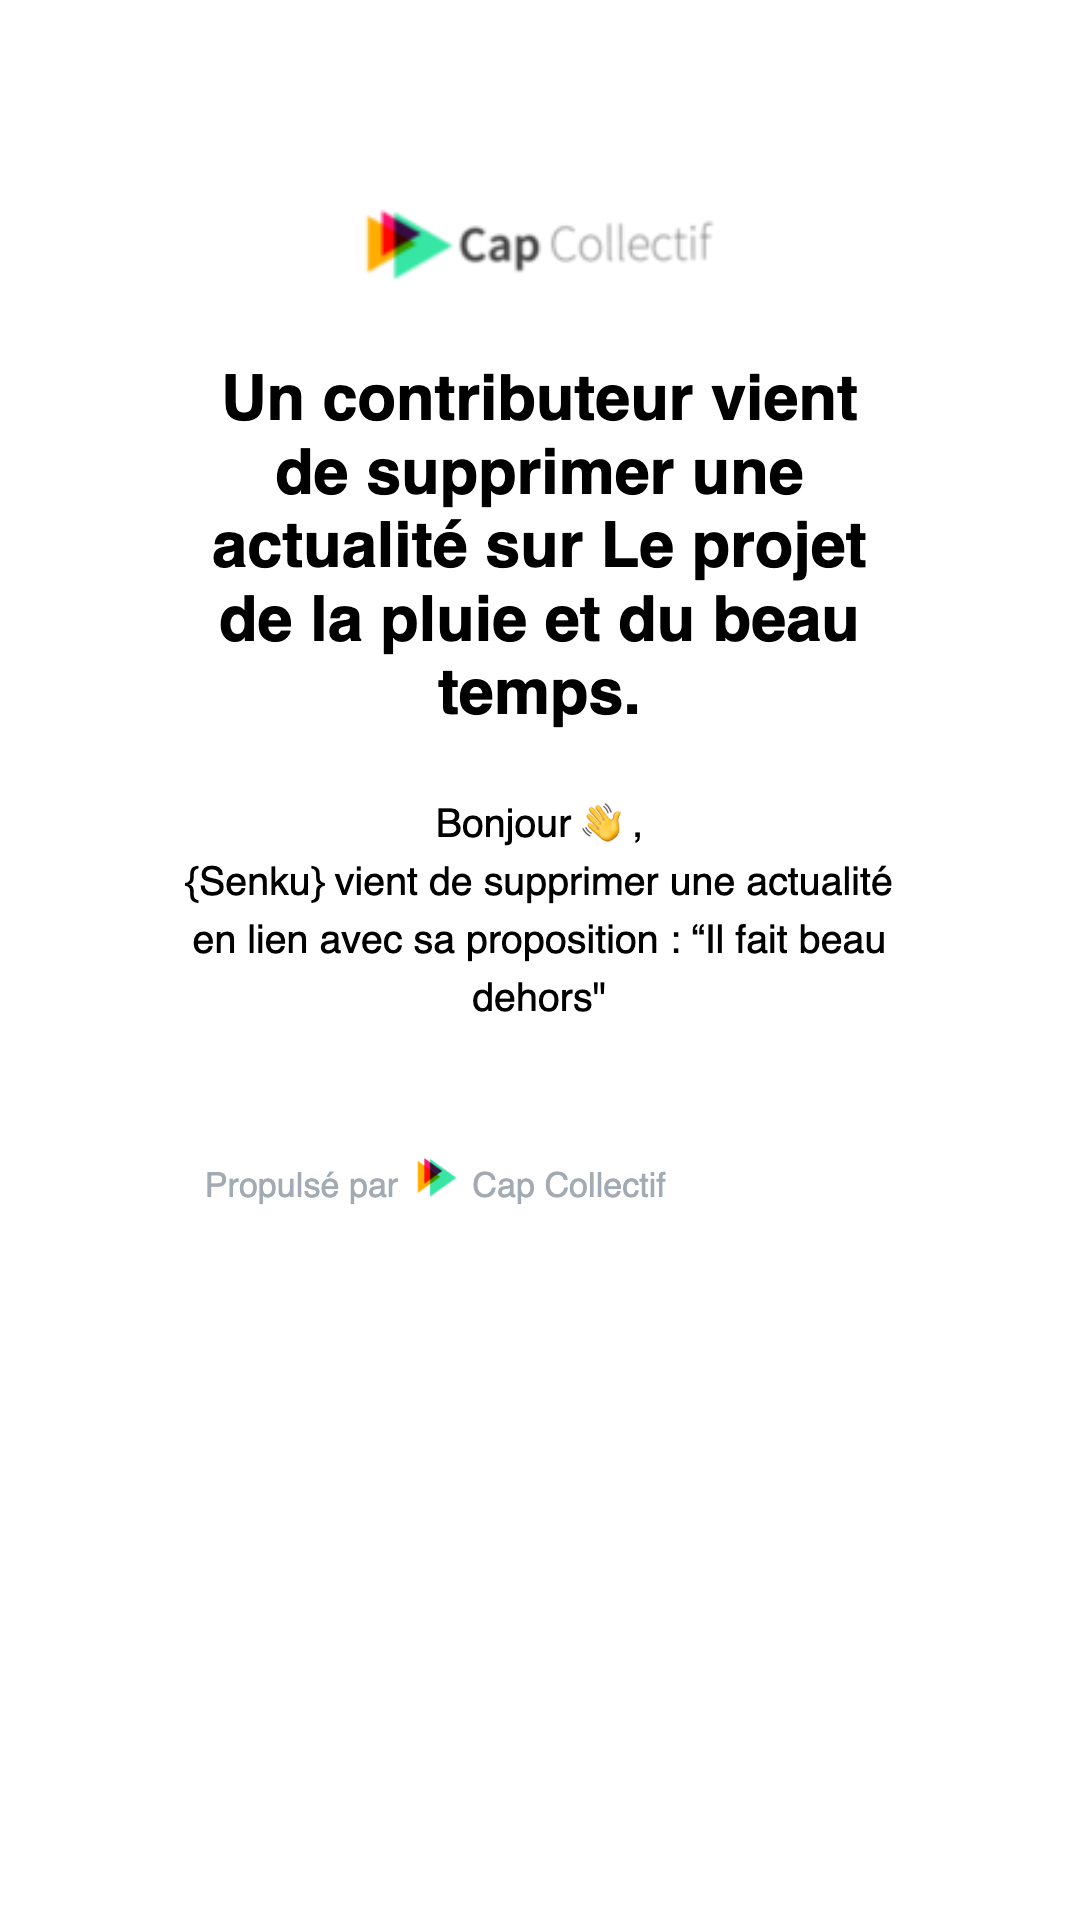 Cap Collectif
Un contributeur vient
de supprimer une
actualité sur Le projet
de la pluie et du beau
temps.
Bonjour 👋 ,
{Senku} vient de supprimer une actualité
en lien avec sa proposition : “Il fait beau
dehors"
Propulsé par Cap Collectif